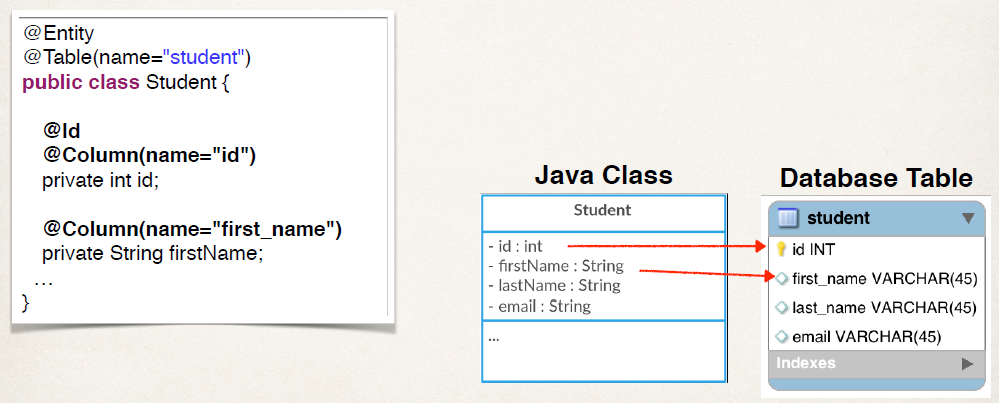 @Entity
@Table(name="student")
public class Student {
@Id
@Column(name="id")
private int id;
@Column(name="first_name")
private String firstName;
...
}
Java Class
Student
- id : int
- firstName : String
- lastName : String
- email : String
...
Database Table
student
id INT
first_name VARCHAR(45)
last_name VARCHAR(45)
email VARCHAR(45)
Indexes